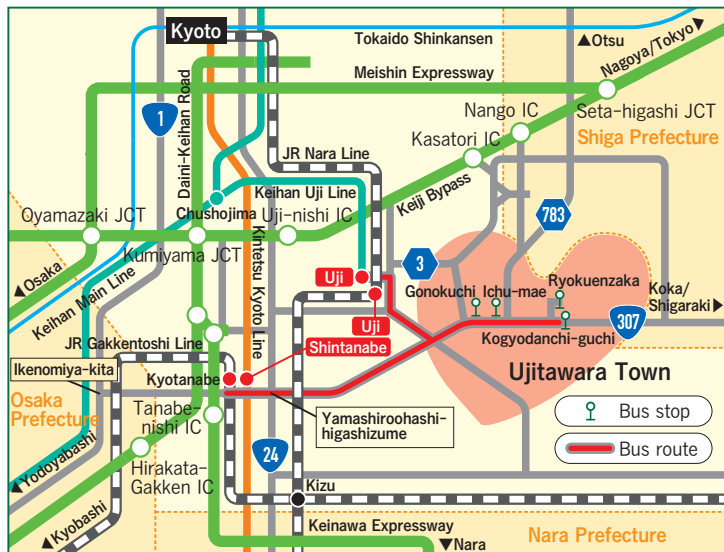 Kyoto
Tokaido Shinkansen
▲Otsu
Nagoya/Tokyo▶
Meishin Expressway
Daini-Keihan Road
1
Nango IC
Seta-higashi JCT
Kasatori IC
Shiga Prefecture
JR Nara Line
Keihan Uji Line
Keiji Bypass
783
Oyamazaki JCT
Chushojima
Uji-nishi IC
Kumiyama JCT
Kintetsu Kyoto Line
3
◀Osaka
Keihan Main Line
Uji
Uji
Gonokuchi
Ichu-mae
Ryokuenzaka
Koka/
Shigaraki▶
307
Kogyodanchi-guchi
JR Gakkentoshi Line
Shintanabe
Ikenomiya-kita
Kyotanabe
Ujitawara Town
Osaka
Prefecture
Tanabe-
nishi IC
Yamashiroohashi-
higashizume
Bus stop
Bus route
◀Yodoyabashi
24
Hirakata-
Gakken IC
Kizu
◀Kyobashi
Keinawa Expressway
▼Nara
Nara Prefecture